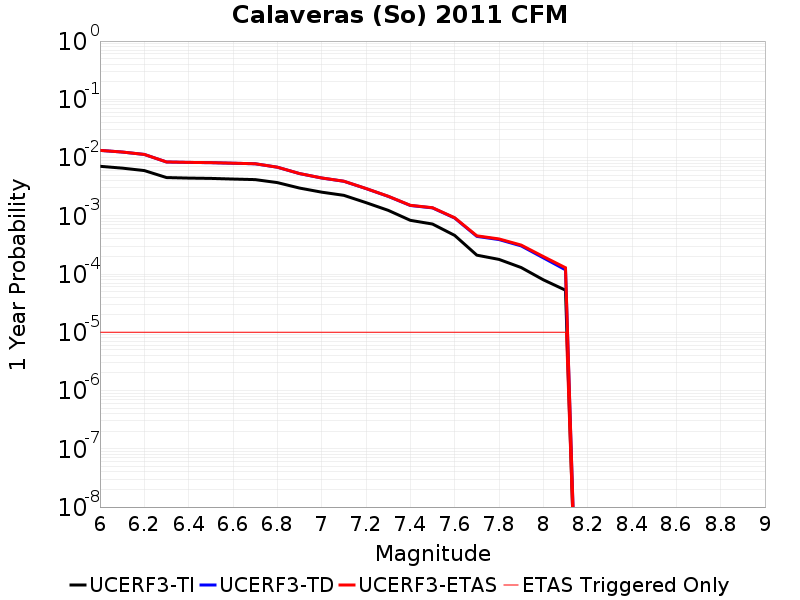 Calaveras (So) 2011 CFM
10^0
10^-1
10^-2
10^-3
10^-4
10^-5
10^-6
10^-7
10^-8
1 Year Probability
6 6.2 6.4 6.6 6.8 7 7.2 7.4 7.6 7.8 8 8.2 8.4 8.6 8.8 9
Magnitude
UCERF3-TI UCERF3-TD UCERF3-ETAS ETAS Triggered Only